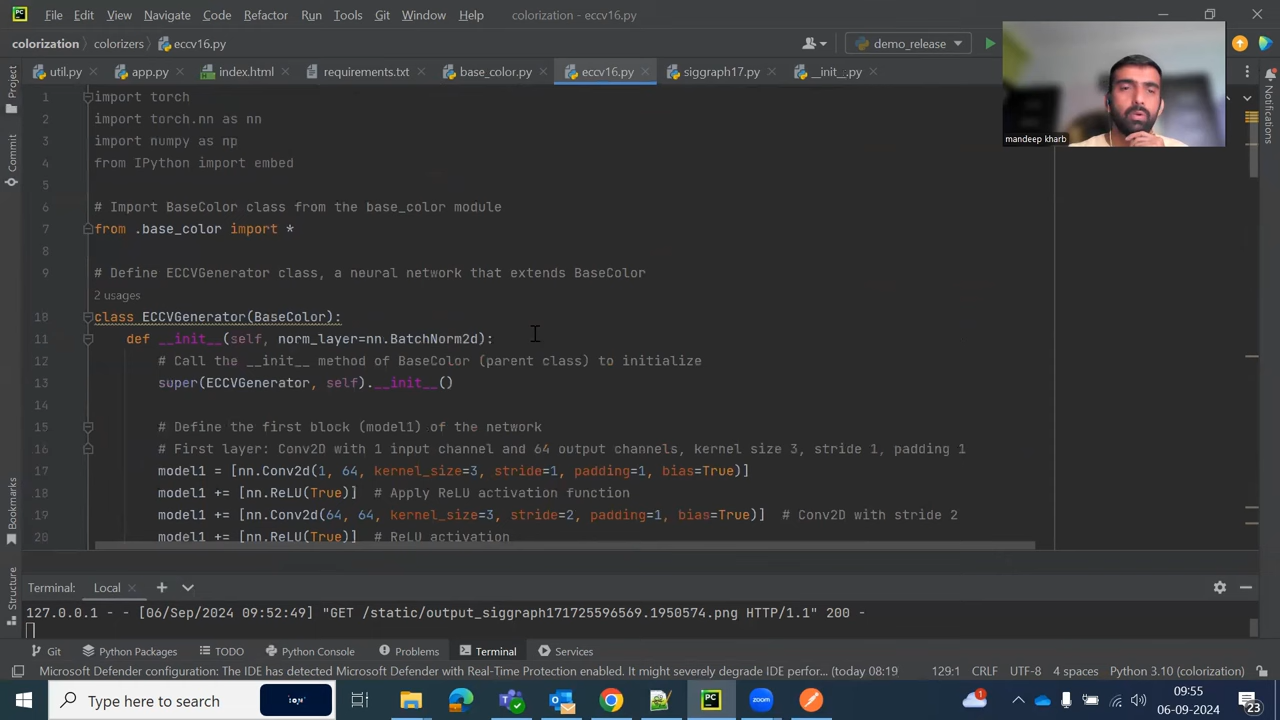 File Edit View Navigate Code Refactor Run Tools Git Window Help colorization - eccv16.py
colorization colorizers eccv16.py demo_release
util.py app.py index.html requirements.txt base_color.py eccv16.py siggraph17.py __init__.py
mandeep kharb
1 import torch
2 import torch.nn as nn
3 import numpy as np
4 from IPython import embed
5
6 # Import BaseColor class from the base_color module
7 from .base_color import *
8
9 # Define ECCVGenerator class, a neural network that extends BaseColor
2 usages
10 class ECCVGenerator(BaseColor):
11 def __init__(self, norm_layer=nn.BatchNorm2d):
12 # Call the __init__ method of BaseColor (parent class) to initialize
13 super(ECCVGenerator, self).__init__()
14
15 # Define the first block (model1) of the network
16 # First layer: Conv2D with 1 input channel and 64 output channels, kernel size 3, stride 1, padding 1
17 model1 = [nn.Conv2d(1, 64, kernel_size=3, stride=1, padding=1, bias=True)]
18 model1 += [nn.ReLU(True)] # Apply ReLU activation function
19 model1 += [nn.Conv2d(64, 64, kernel_size=3, stride=2, padding=1, bias=True)] # Conv2D with stride 2
20 model1 += [nn.ReLU(True)] # ReLU activation
Project
Commit
Bookmarks
Structure
Notifications
Terminal: Local
127.0.0.1 - - [06/Sep/2024 09:52:49] "GET /static/output_siggraph171725596569.1950574.png HTTP/1.1" 200 -
Git Python Packages TODO Python Console Problems Terminal Services
Microsoft Defender configuration: The IDE has detected Microsoft Defender with Real-Time Protection enabled. It might severely degrade IDE perfor... (today 08:19) 129:1 CRLF UTF-8 4 spaces Python 3.10 (colorization)
Type here to search
zoom
1
09:55
06-09-2024
23